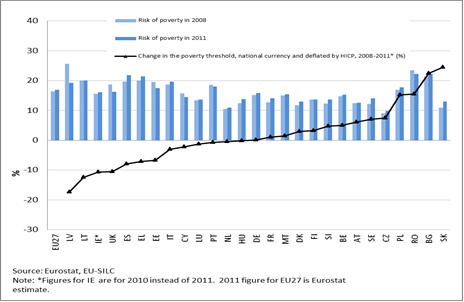 Risk of poverty in 2008
Risk of poverty in 2011
Change in the poverty threshold, national currency and deflated by HICP, 2008-2011* (%)
40
30
20
10
0
-10
-20
-30
%
EU27 LV LT IE* UK ES EL EE IT CY LU PT NL HU DE FR MT DK FI SI BE AT SE CZ PL RO BG SK
Source: Eurostat, EU-SILC
Note: *Figures for IE are for 2010 instead of 2011. 2011 figure for EU27 is Eurostat
estimate.